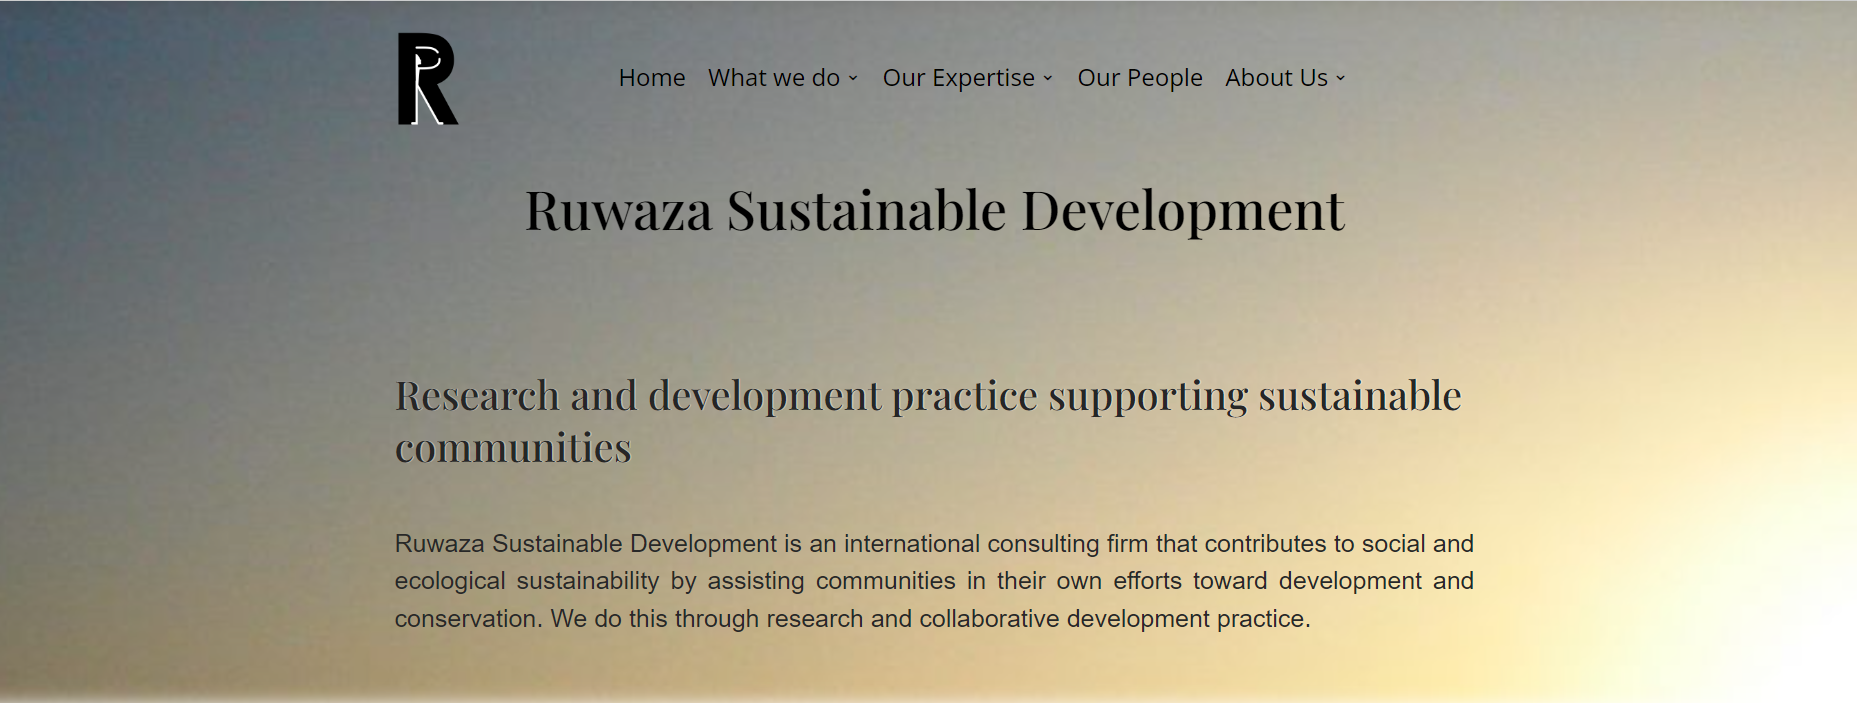 R
Home What we do Our Expertise Our People About Us
Ruwaza Sustainable Development
Research and development practice supporting sustainable
communities
Ruwaza Sustainable Development is an international consulting firm that contributes to social and
ecological sustainability by assisting communities in their own efforts toward development and
conservation. We do this through research and collaborative development practice.